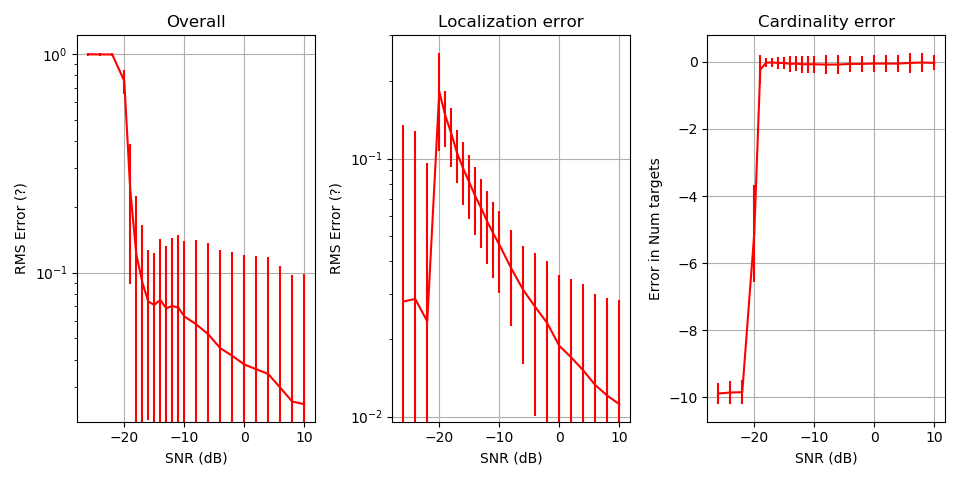 Overall
RMS Error (?)
10⁰
10⁻¹
−20 −10 0 10
SNR (dB)
Localization error
RMS Error (?)
10⁻¹
10⁻²
−20 −10 0 10
SNR (dB)
Cardinality error
Error in Num targets
0
−2
−4
−6
−8
−10
−20 −10 0 10
SNR (dB)